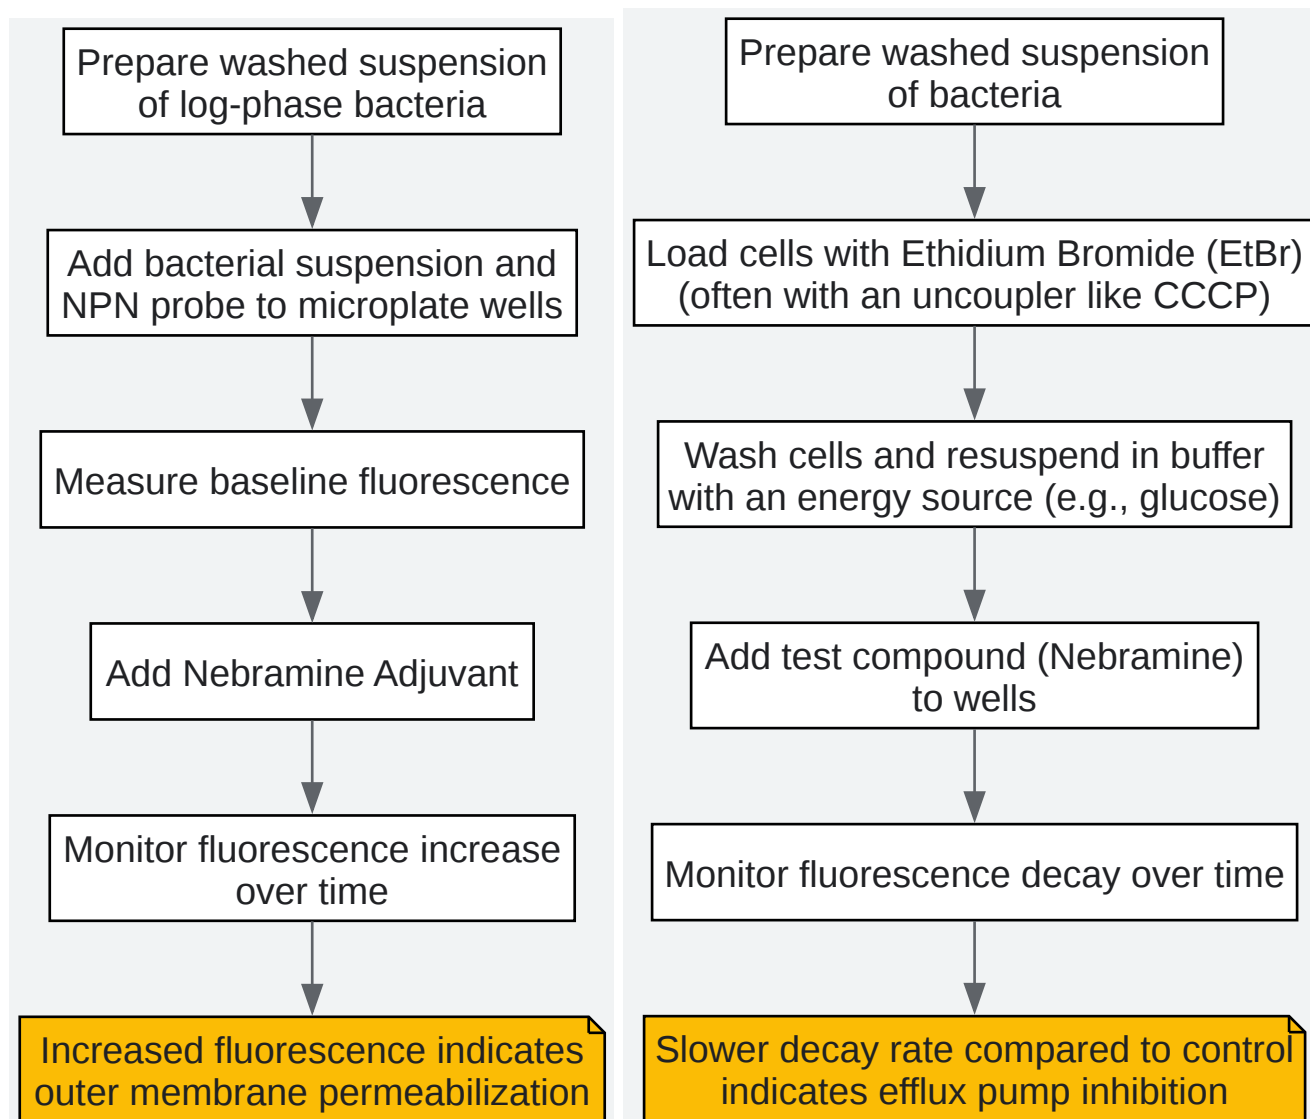 Prepare washed suspension
of log-phase bacteria
Add bacterial suspension and
NPN probe to microplate wells
Measure baseline fluorescence
Add Nebramine Adjuvant
Monitor fluorescence increase
over time
Increased fluorescence indicates
outer membrane permeabilization
Prepare washed suspension
of bacteria
Load cells with Ethidium Bromide (EtBr)
(often with an uncoupler like CCCP)
Wash cells and resuspend in buffer
with an energy source (e.g., glucose)
Add test compound (Nebramine)
to wells
Monitor fluorescence decay over time
Slower decay rate compared to control
indicates efflux pump inhibition